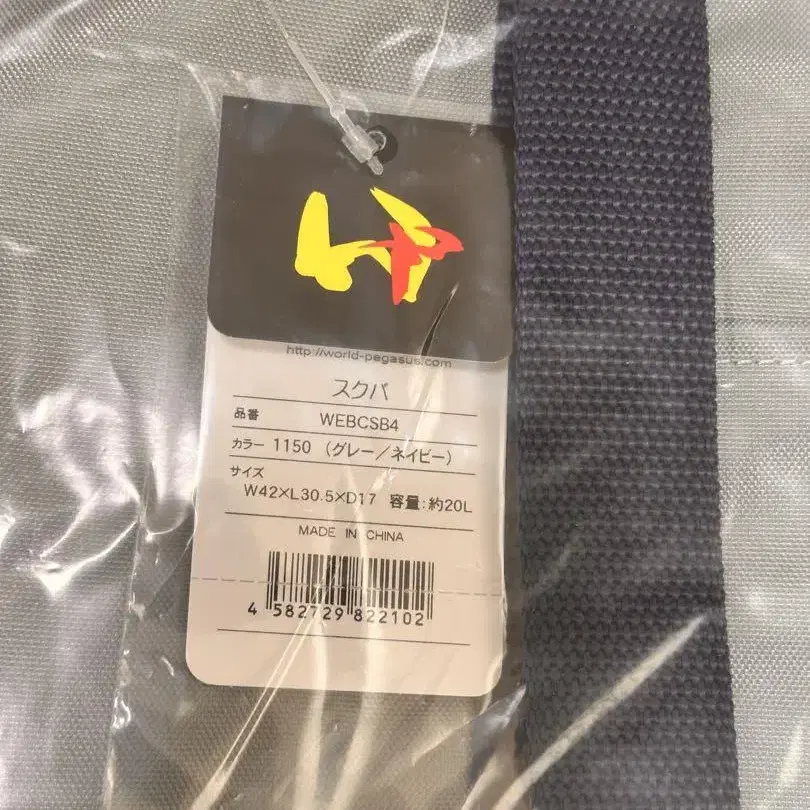 http://world-pegasus.com
スクバ
品番 WEBCSB4
カラー 1150 (グレー／ネイビー)
サイズ
W42×L30.5×D17 容量:約20L
MADE IN CHINA
4 582729 822102